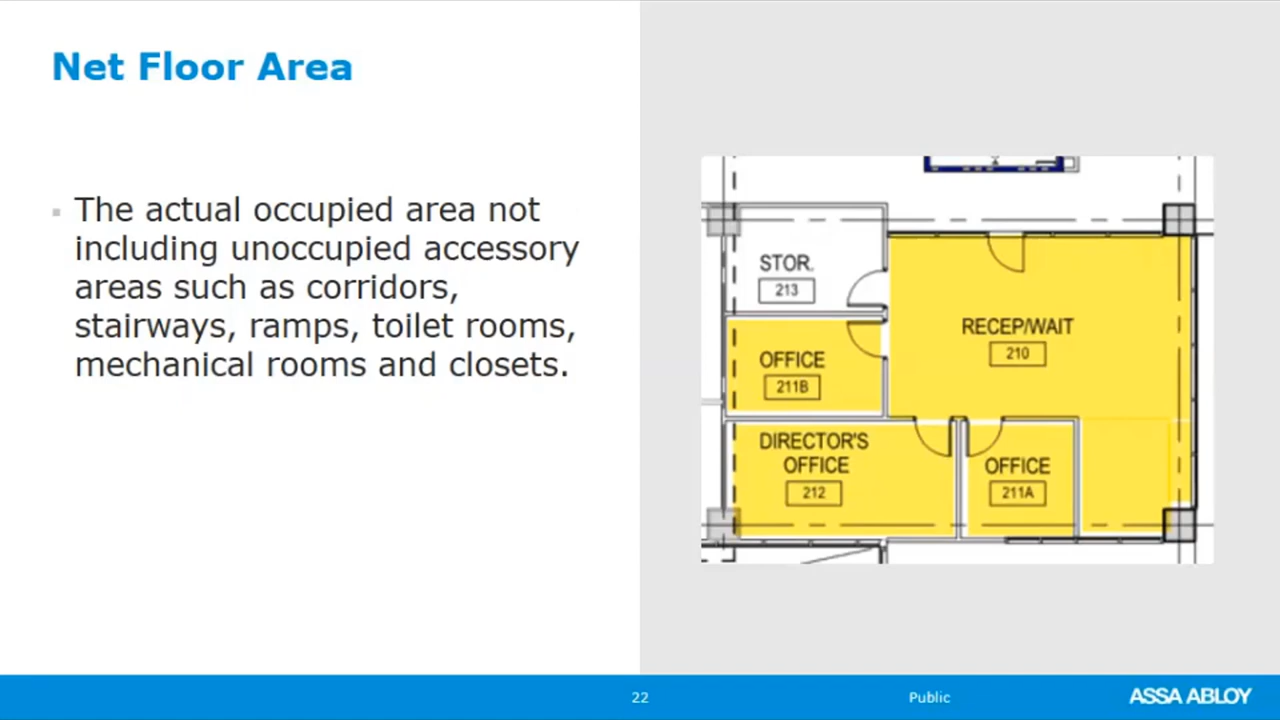 Net Floor Area
▪ The actual occupied area not
including unoccupied accessory
areas such as corridors,
stairways, ramps, toilet rooms,
mechanical rooms and closets.
STOR.
213
RECEP/WAIT
210
OFFICE
211B
DIRECTOR'S
OFFICE
212
OFFICE
211A
22
Public
ASSA ABLOY